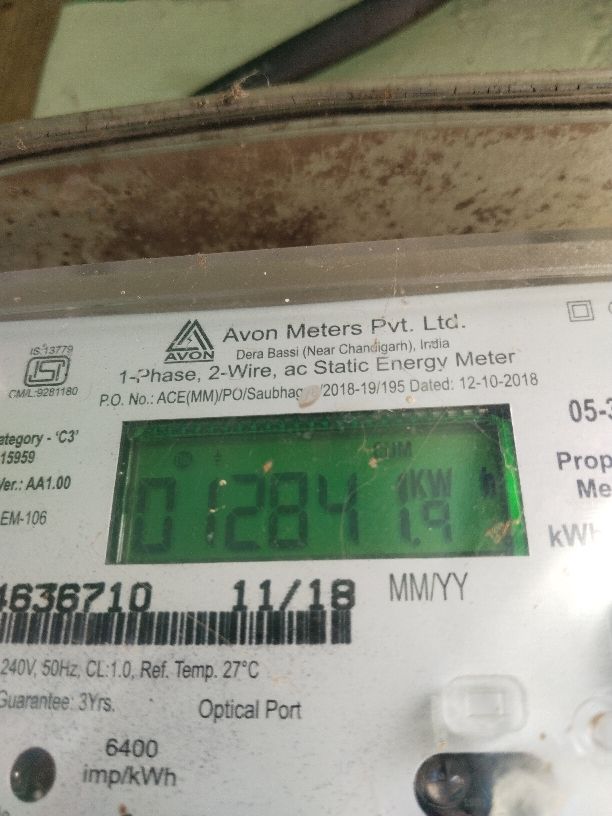 Avon Meters Pvt. Ltd.
AVON
Dera Bassi (Near Chandigarh), India
1-Phase, 2-Wire, ac Static Energy Meter
P.O. No.: ACE(MM)/PO/Saubhag /2018-19/195 Dated: 12-10-2018
IS:13779
ISI
CM/L:9281180
ategory - 'C3'
15959
Ver.: AA1.00
EM-106
CUM
KW h
01284 1.9
05-3
Prop
Me
kWh
4636710 11/18 MM/YY
240V, 50Hz, CL:1.0, Ref. Temp. 27°C
Guarantee: 3Yrs.
Optical Port
6400
imp/kWh